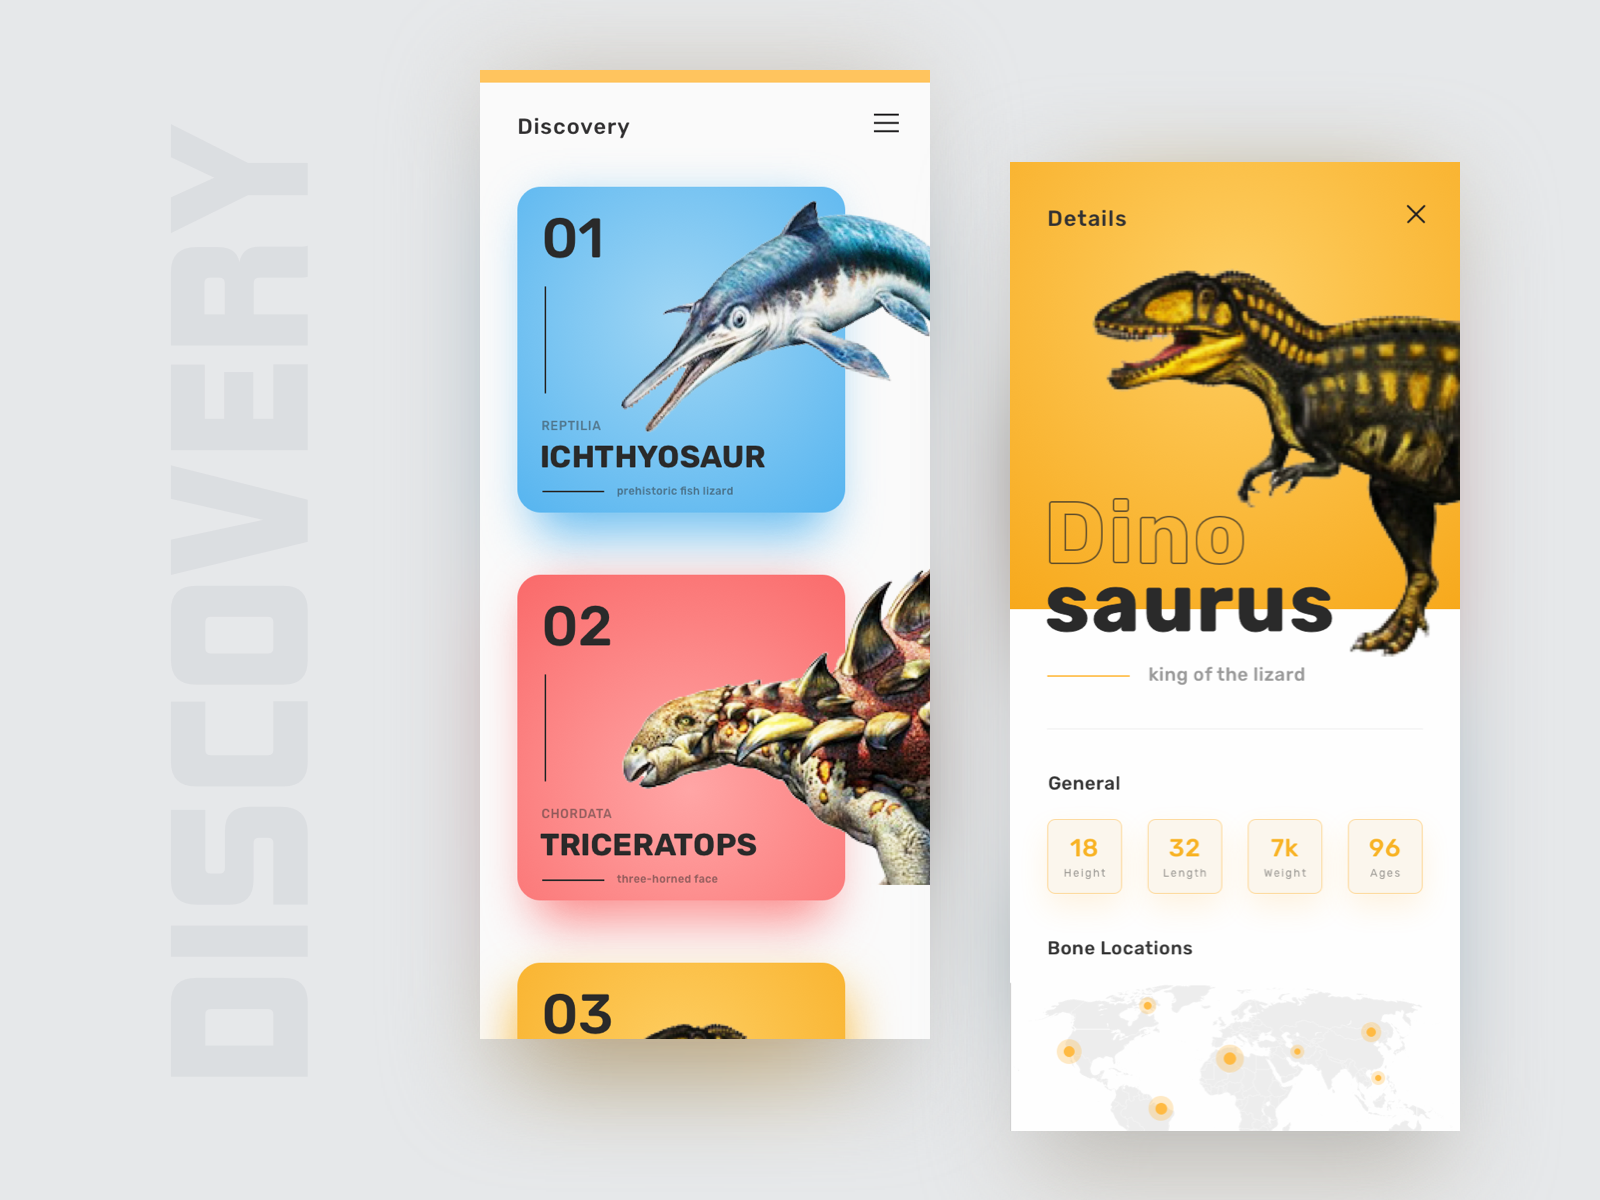 DISCOVERY
Discovery
01
REPTILIA
ICHTHYOSAUR
prehistoric fish lizard
02
CHORDATA
TRICERATOPS
three-horned face
03
Details
Dino
saurus
king of the lizard
General
18 32 7k 96
Height Length Weight Ages
Bone Locations